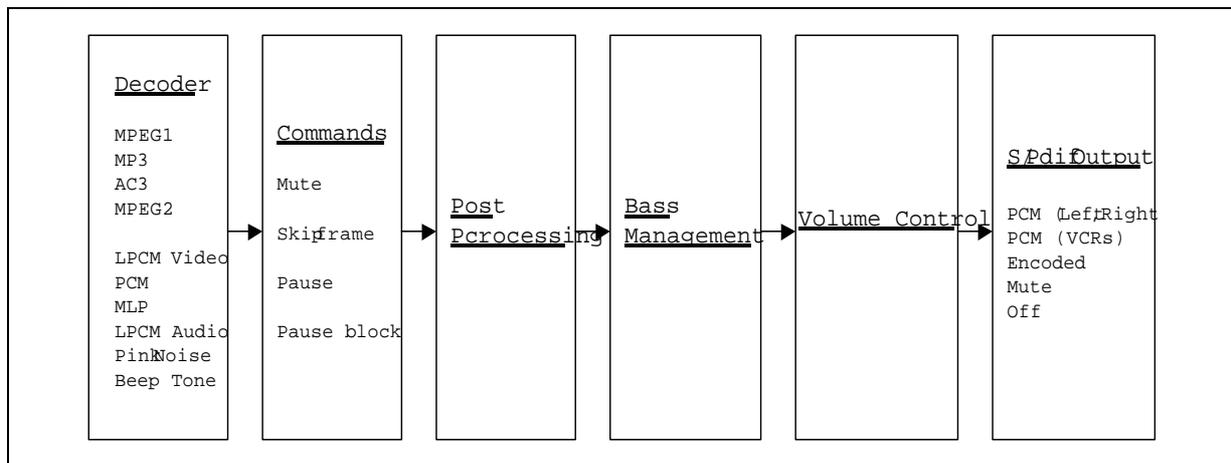 Decoder
MPEG1
MP3
AC3
MPEG2
LPCM Video
PCM
MLP
LPCM Audio
Pink Noise
Beep Tone
Commands
Mute
Skip frame
Pause
Pause block
Post
Pcrocessing
Bass
Management
Volume Control
S/Pdif Output
PCM (Left/Right
PCM (VCRs)
Encoded
Mute
Off